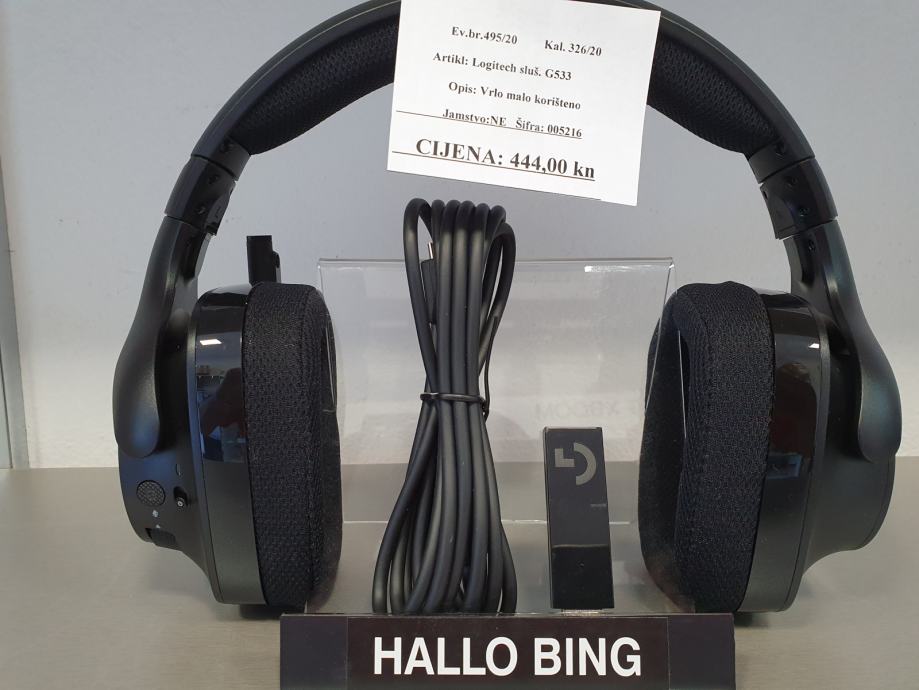 Ev.br.495/20 Kal. 326/20
Artikl: Logitech sluš. G533
Opis: Vrlo malo korišteno
Jamstvo:NE Šifra: 005216
CIJENA: 444,00 kn
HALLO BING